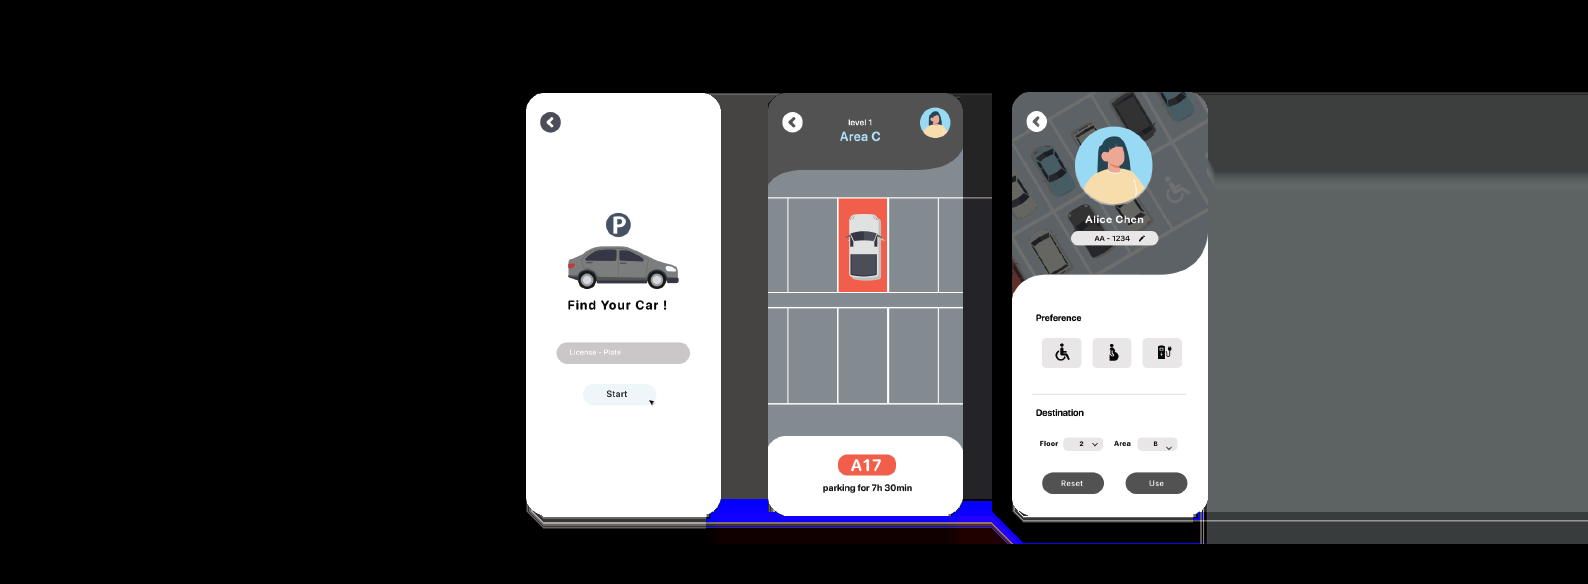 P
Find Your Car !
License - Plate
Start
level 1
Area C
A17
parking for 7h 30min
Alice Chen
AA - 1234
Preference
Destination
Floor 2 Area B
Reset Use